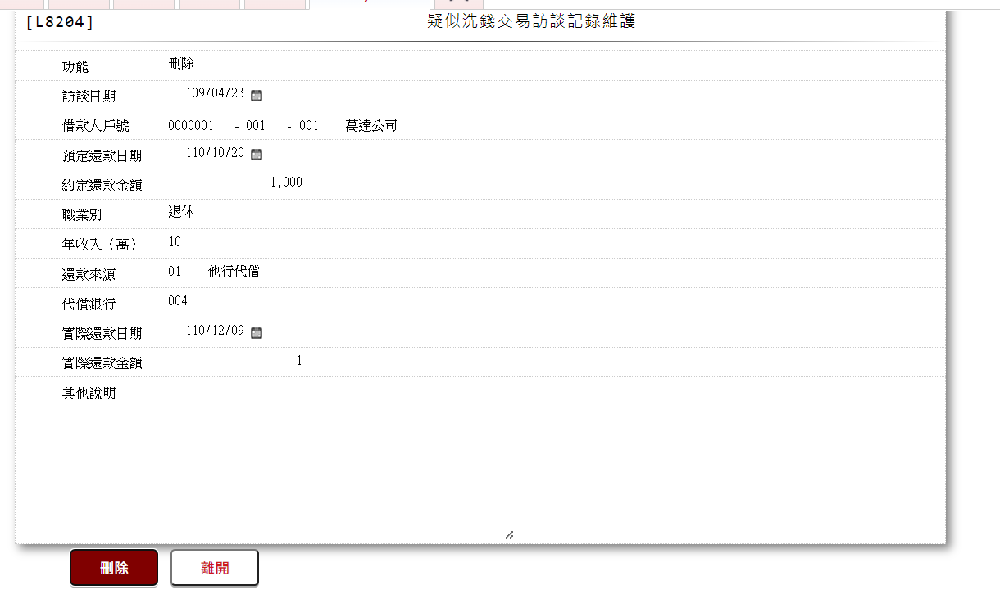 [L8204] 疑似洗錢交易訪談記錄維護
功能 刪除
訪談日期 109/04/23
借款人戶號 0000001 - 001 - 001 萬達公司
預定還款日期 110/10/20
約定還款金額 1,000
職業別 退休
年收入（萬） 10
還款來源 01 他行代償
代償銀行 004
實際還款日期 110/12/09
實際還款金額 1
其他說明
刪除 離開